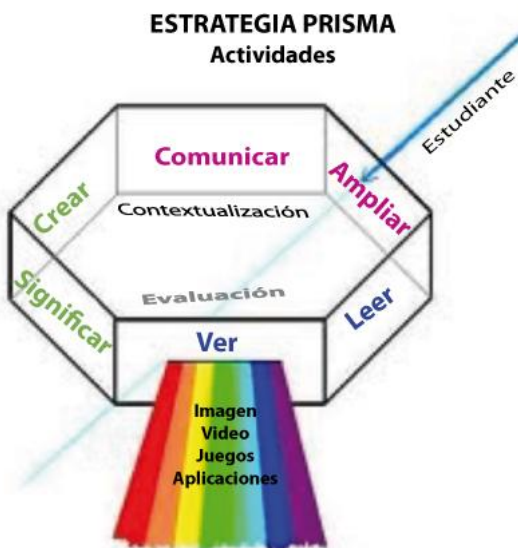 ESTRATEGIA PRISMA
Actividades
Estudiante
Comunicar
Ampliar
Crear
Contextualización
Significar
Evaluación
Leer
Ver
Imagen
Video
Juegos
Aplicaciones